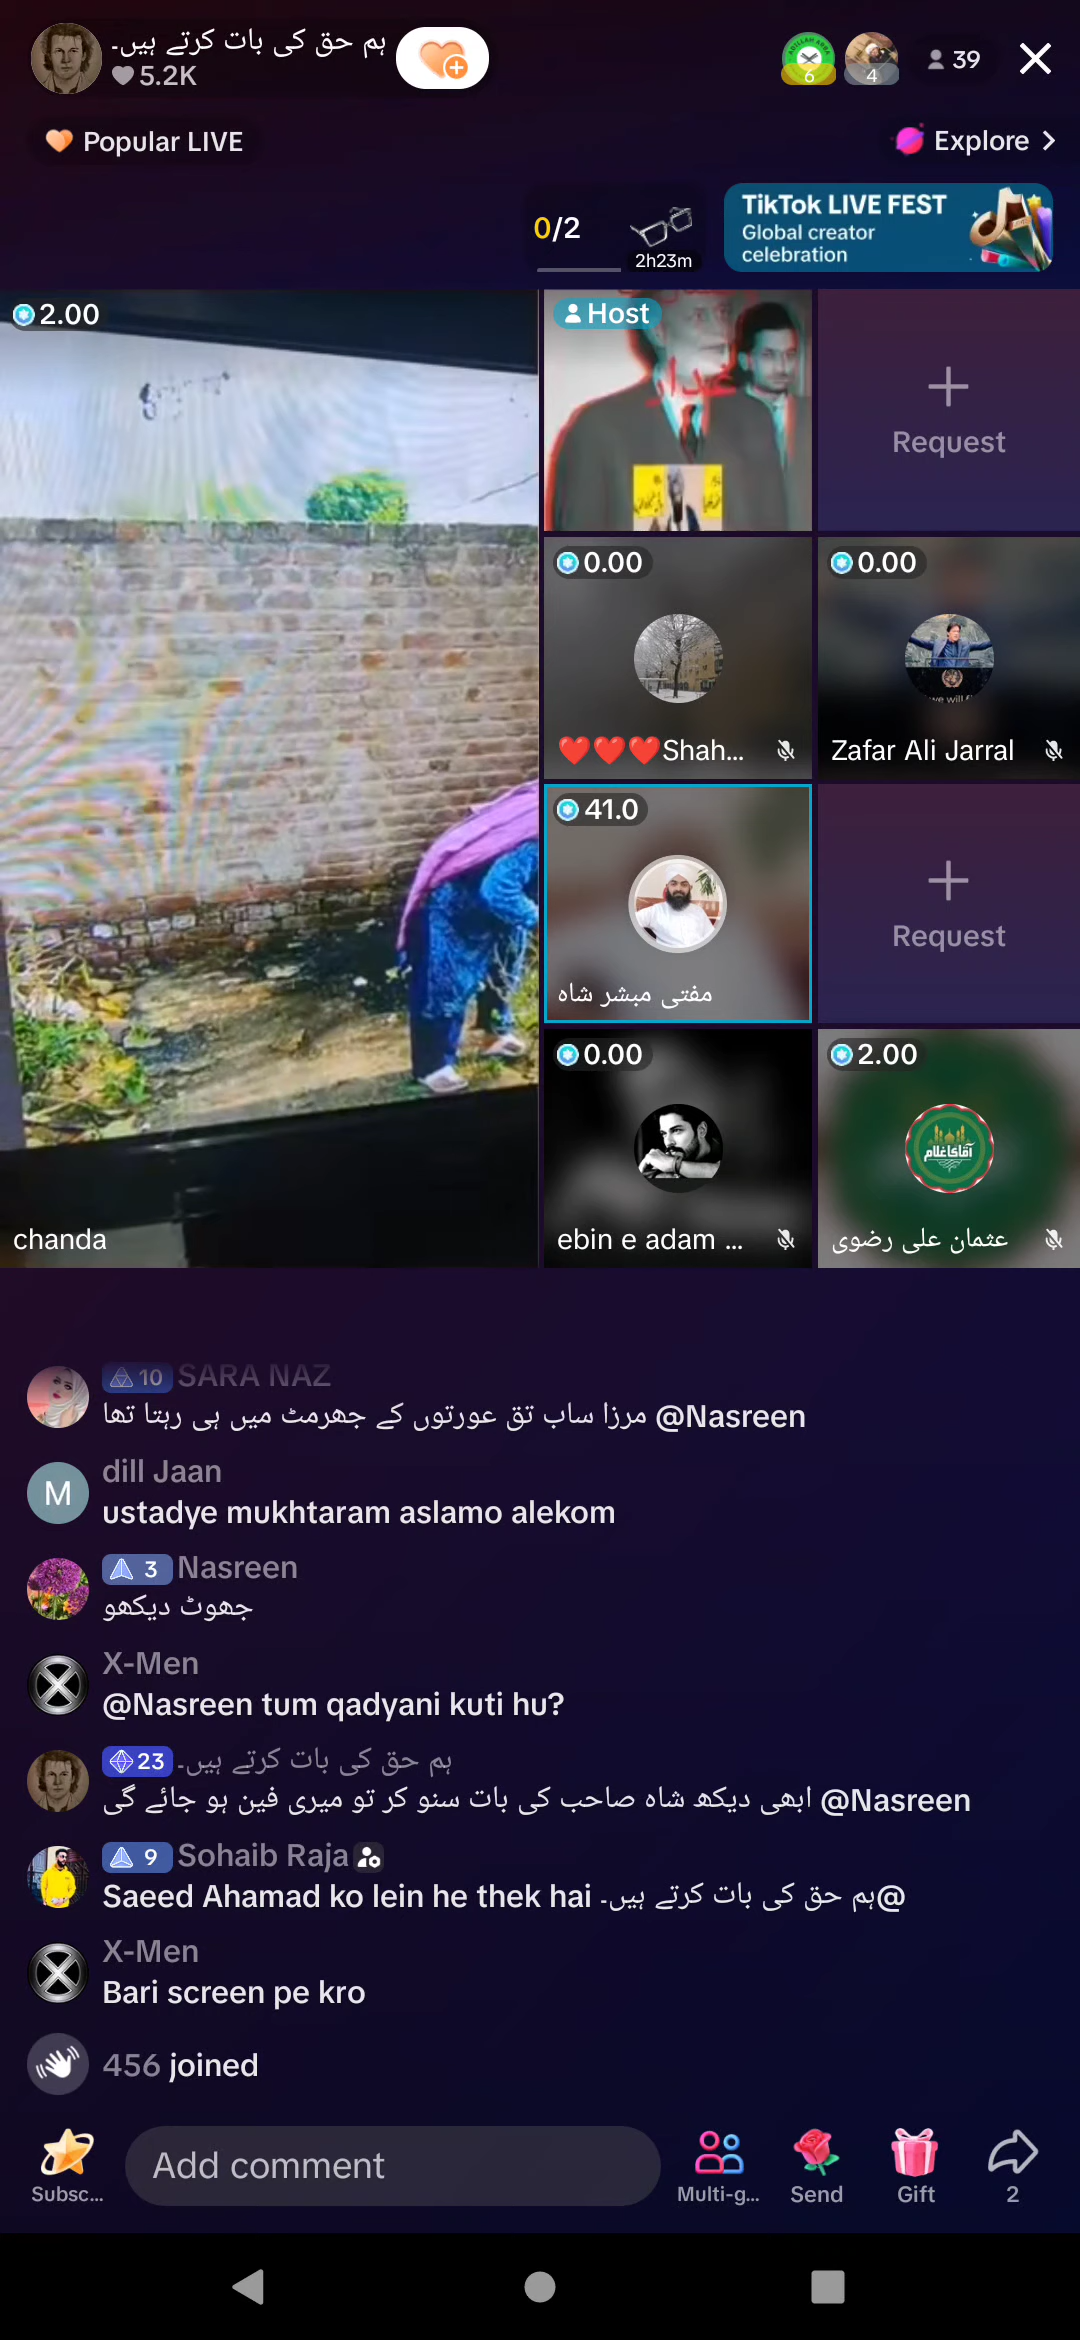 ہم حق کی بات کرتے ہیں۔
5.2K
6
4
39
Popular LIVE
Explore
0/2
2h23m
TikTok LIVE FEST
Global creator
celebration
2.00
Host
غدار
Request
0.00
0.00
❤️❤️❤️Shah...
Zafar Ali Jarral
41.0
Request
مفتی مبشر شاہ
0.00
2.00
آقا کا غلام
chanda
ebin e adam ...
عثمان علی رضوی
10 SARA NAZ
@Nasreen مرزا ساب تق عورتوں کے جھرمٹ میں ہی رہتا تھا
M
dill Jaan
ustadye mukhtaram aslamo alekom
3 Nasreen
جھوٹ دیکھو
X-Men
@Nasreen tum qadyani kuti hu?
23 ہم حق کی بات کرتے ہیں۔
@Nasreen ابھی دیکھ شاہ صاحب کی بات سنو کر تو میری فین ہو جائے گی
9 Sohaib Raja
Saeed Ahamad ko lein he thek hai ہم حق کی بات کرتے ہیں۔@
X-Men
Bari screen pe kro
456 joined
Add comment
Subsc...
Multi-g...
Send
Gift
2